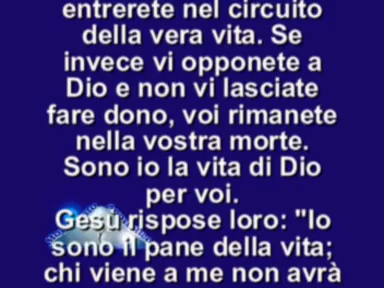 entrerete nel circuito
della vera vita. Se
invece vi opponete a
Dio e non vi lasciate
fare dono, voi rimanete
nella vostra morte.
Sono io la vita di Dio
per voi.
Gesù rispose loro: "Io
sono il pane della vita;
chi viene a me non avrà